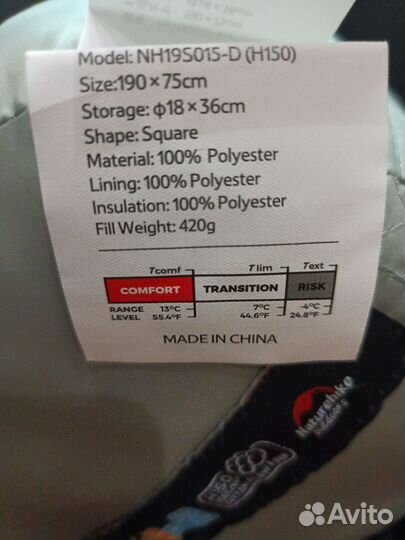 Model: NH19S015-D (H150)
Size:190×75cm
Storage: φ18×36cm
Shape: Square
Material: 100% Polyester
Lining: 100% Polyester
Insulation: 100% Polyester
Fill Weight: 420g
Tcomf Tlim Text
COMFORT TRANSITION RISK
RANGE 13°C 7°C -4°C
LEVEL 55.4°F 44.6°F 24.8°F
MADE IN CHINA
Naturehike
Avito